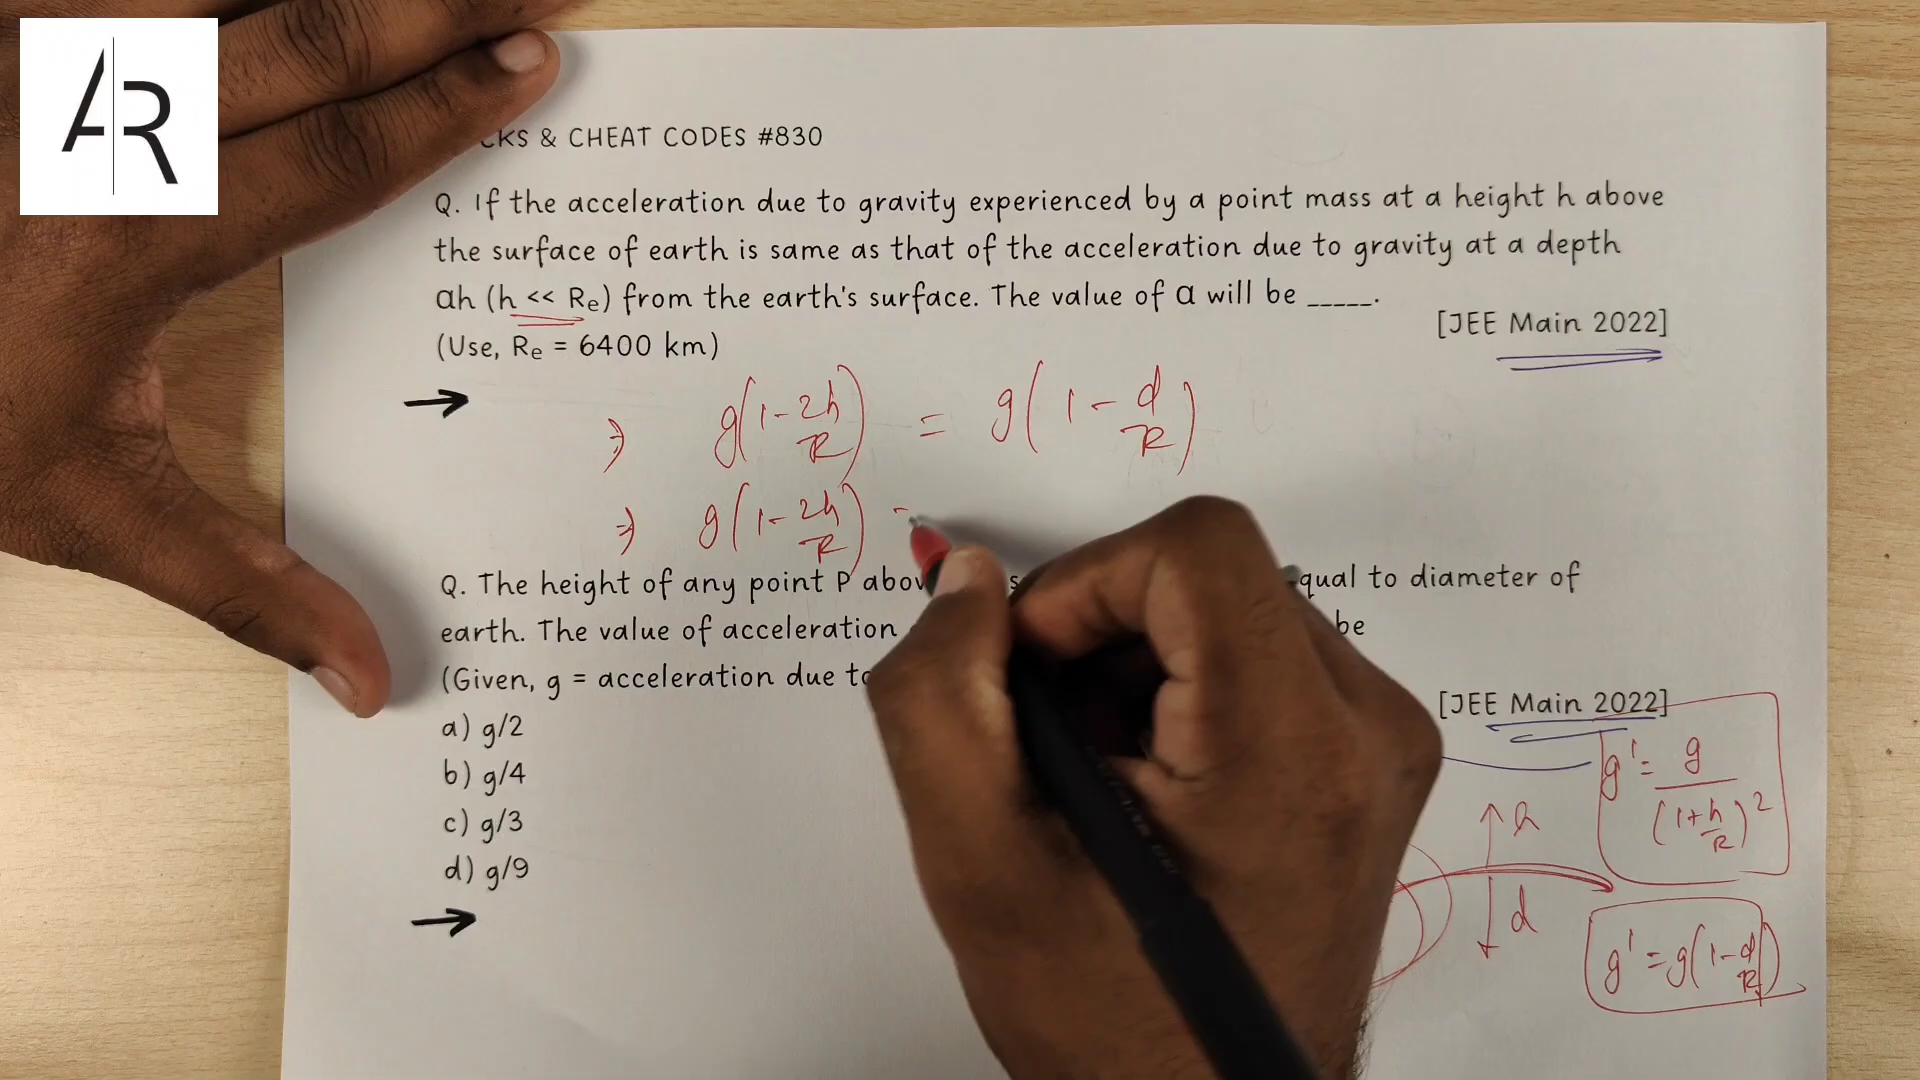 AR
CKS & CHEAT CODES #830
Q. If the acceleration due to gravity experienced by a point mass at a height h above
the surface of earth is same as that of the acceleration due to gravity at a depth
αh (h << Re) from the earth's surface. The value of α will be _____.
[JEE Main 2022]
(Use, Re = 6400 km)
→ ⇒ g(1-2h/R) = g(1-d/R)
⇒ g(1-2h/R) =
Q. The height of any point P abov qual to diameter of
earth. The value of acceleration be
(Given, g = acceleration due to
[JEE Main 2022]
a) g/2
b) g/4
c) g/3
d) g/9
→
g' = g/(1+h/R)²
h
d
g' = g(1-d/R)